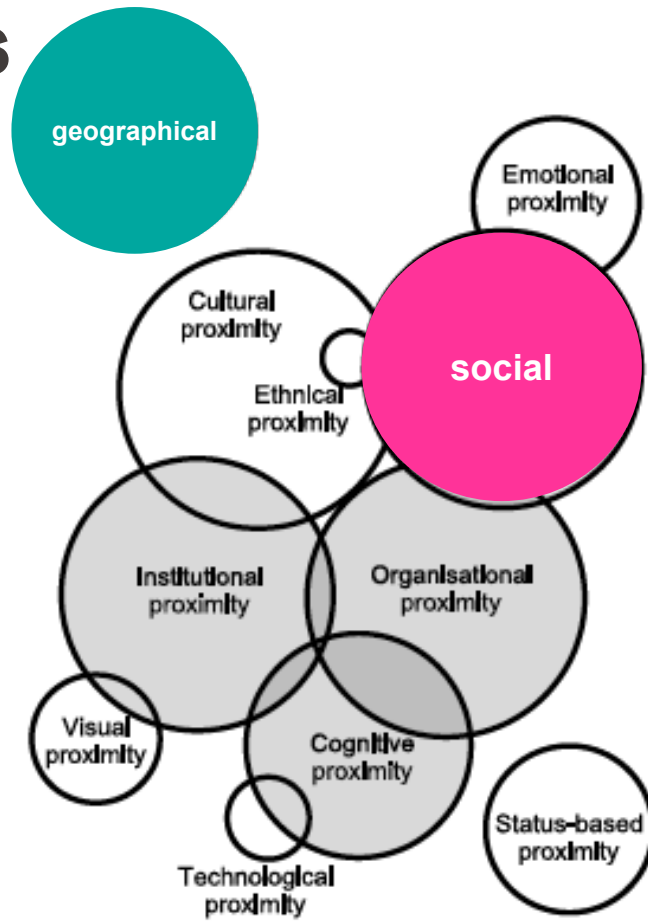 s
geographical
Emotional
proximity
Cultural
proximity
social
Ethnical
proximity
Institutional
proximity
Organisational
proximity
Visual
proximity
Cognitive
proximity
Status-based
proximity
Technological
proximity